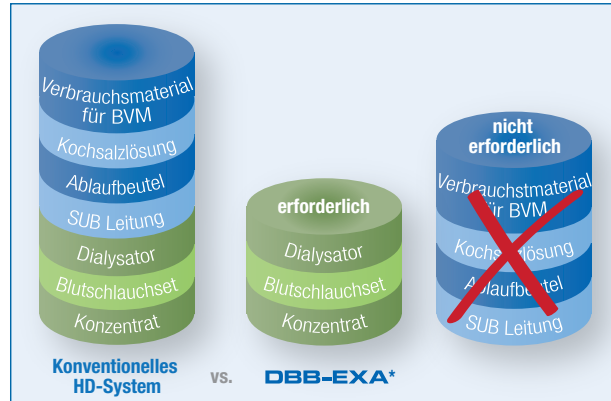 Verbrauchsmaterial
für BVM
Kochsalzlösung
Ablaufbeutel
SUB Leitung
Dialysator
Blutschlauchset
Konzentrat
erforderlich
Dialysator
Blutschlauchset
Konzentrat
nicht
erforderlich
Verbrauchstmaterial
für BVM
Kochsalzlösung
Ablaufbeutel
SUB Leitung
Konventionelles
HD-System
vs.
DBB-EXA*